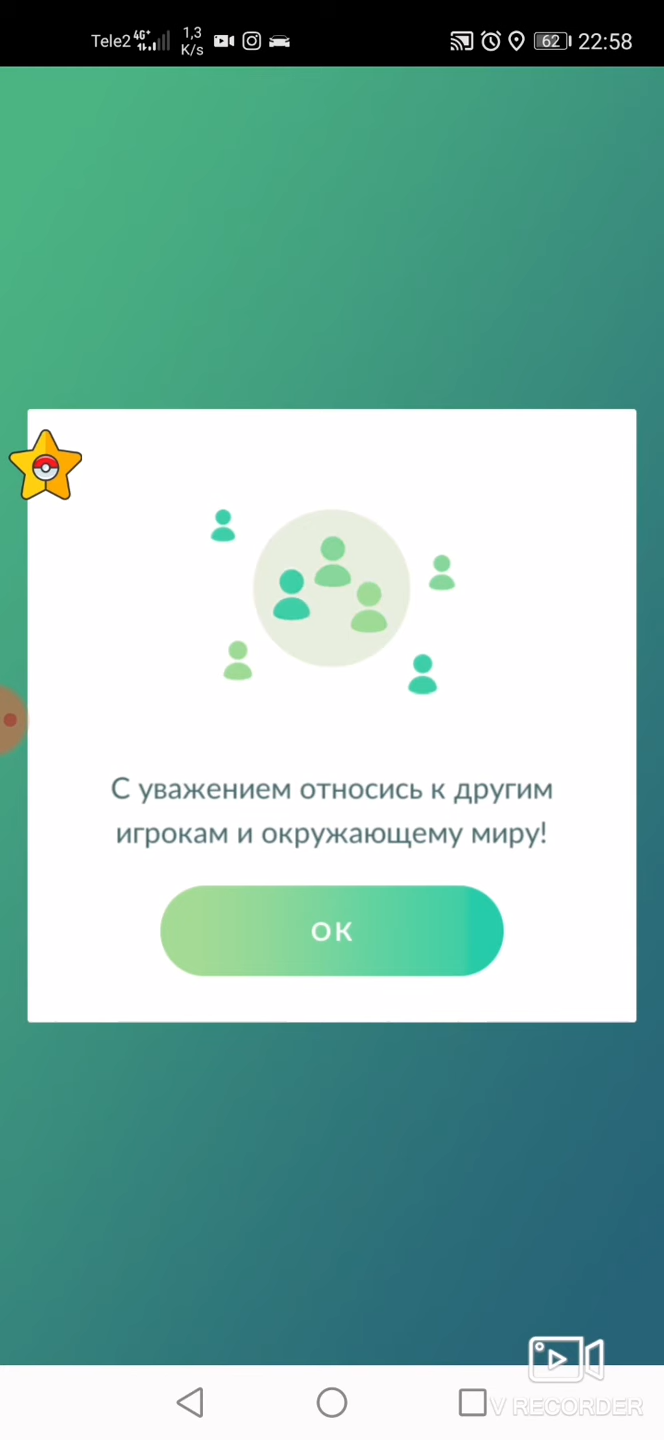 Tele2 4G+ 1,3 K/s 62 22:58
С уважением относись к другим
игрокам и окружающему миру!
OK
V RECORDER